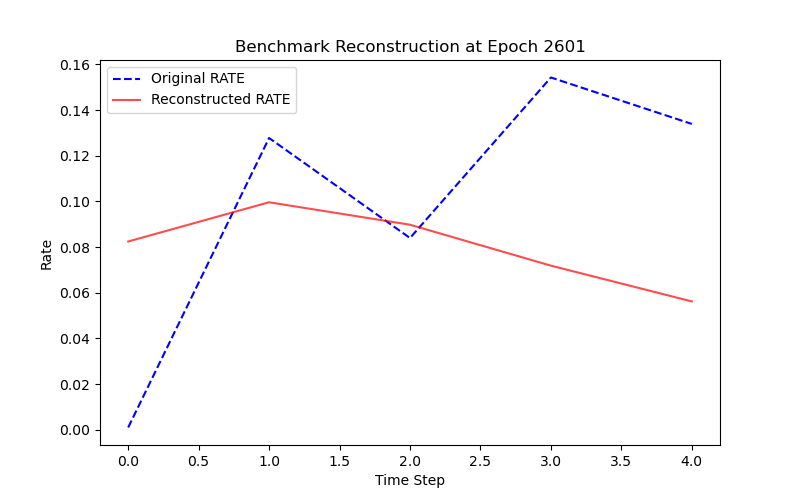 Benchmark Reconstruction at Epoch 2601
Original RATE
Reconstructed RATE
Rate
0.16
0.14
0.12
0.10
0.08
0.06
0.04
0.02
0.00
0.0 0.5 1.0 1.5 2.0 2.5 3.0 3.5 4.0
Time Step